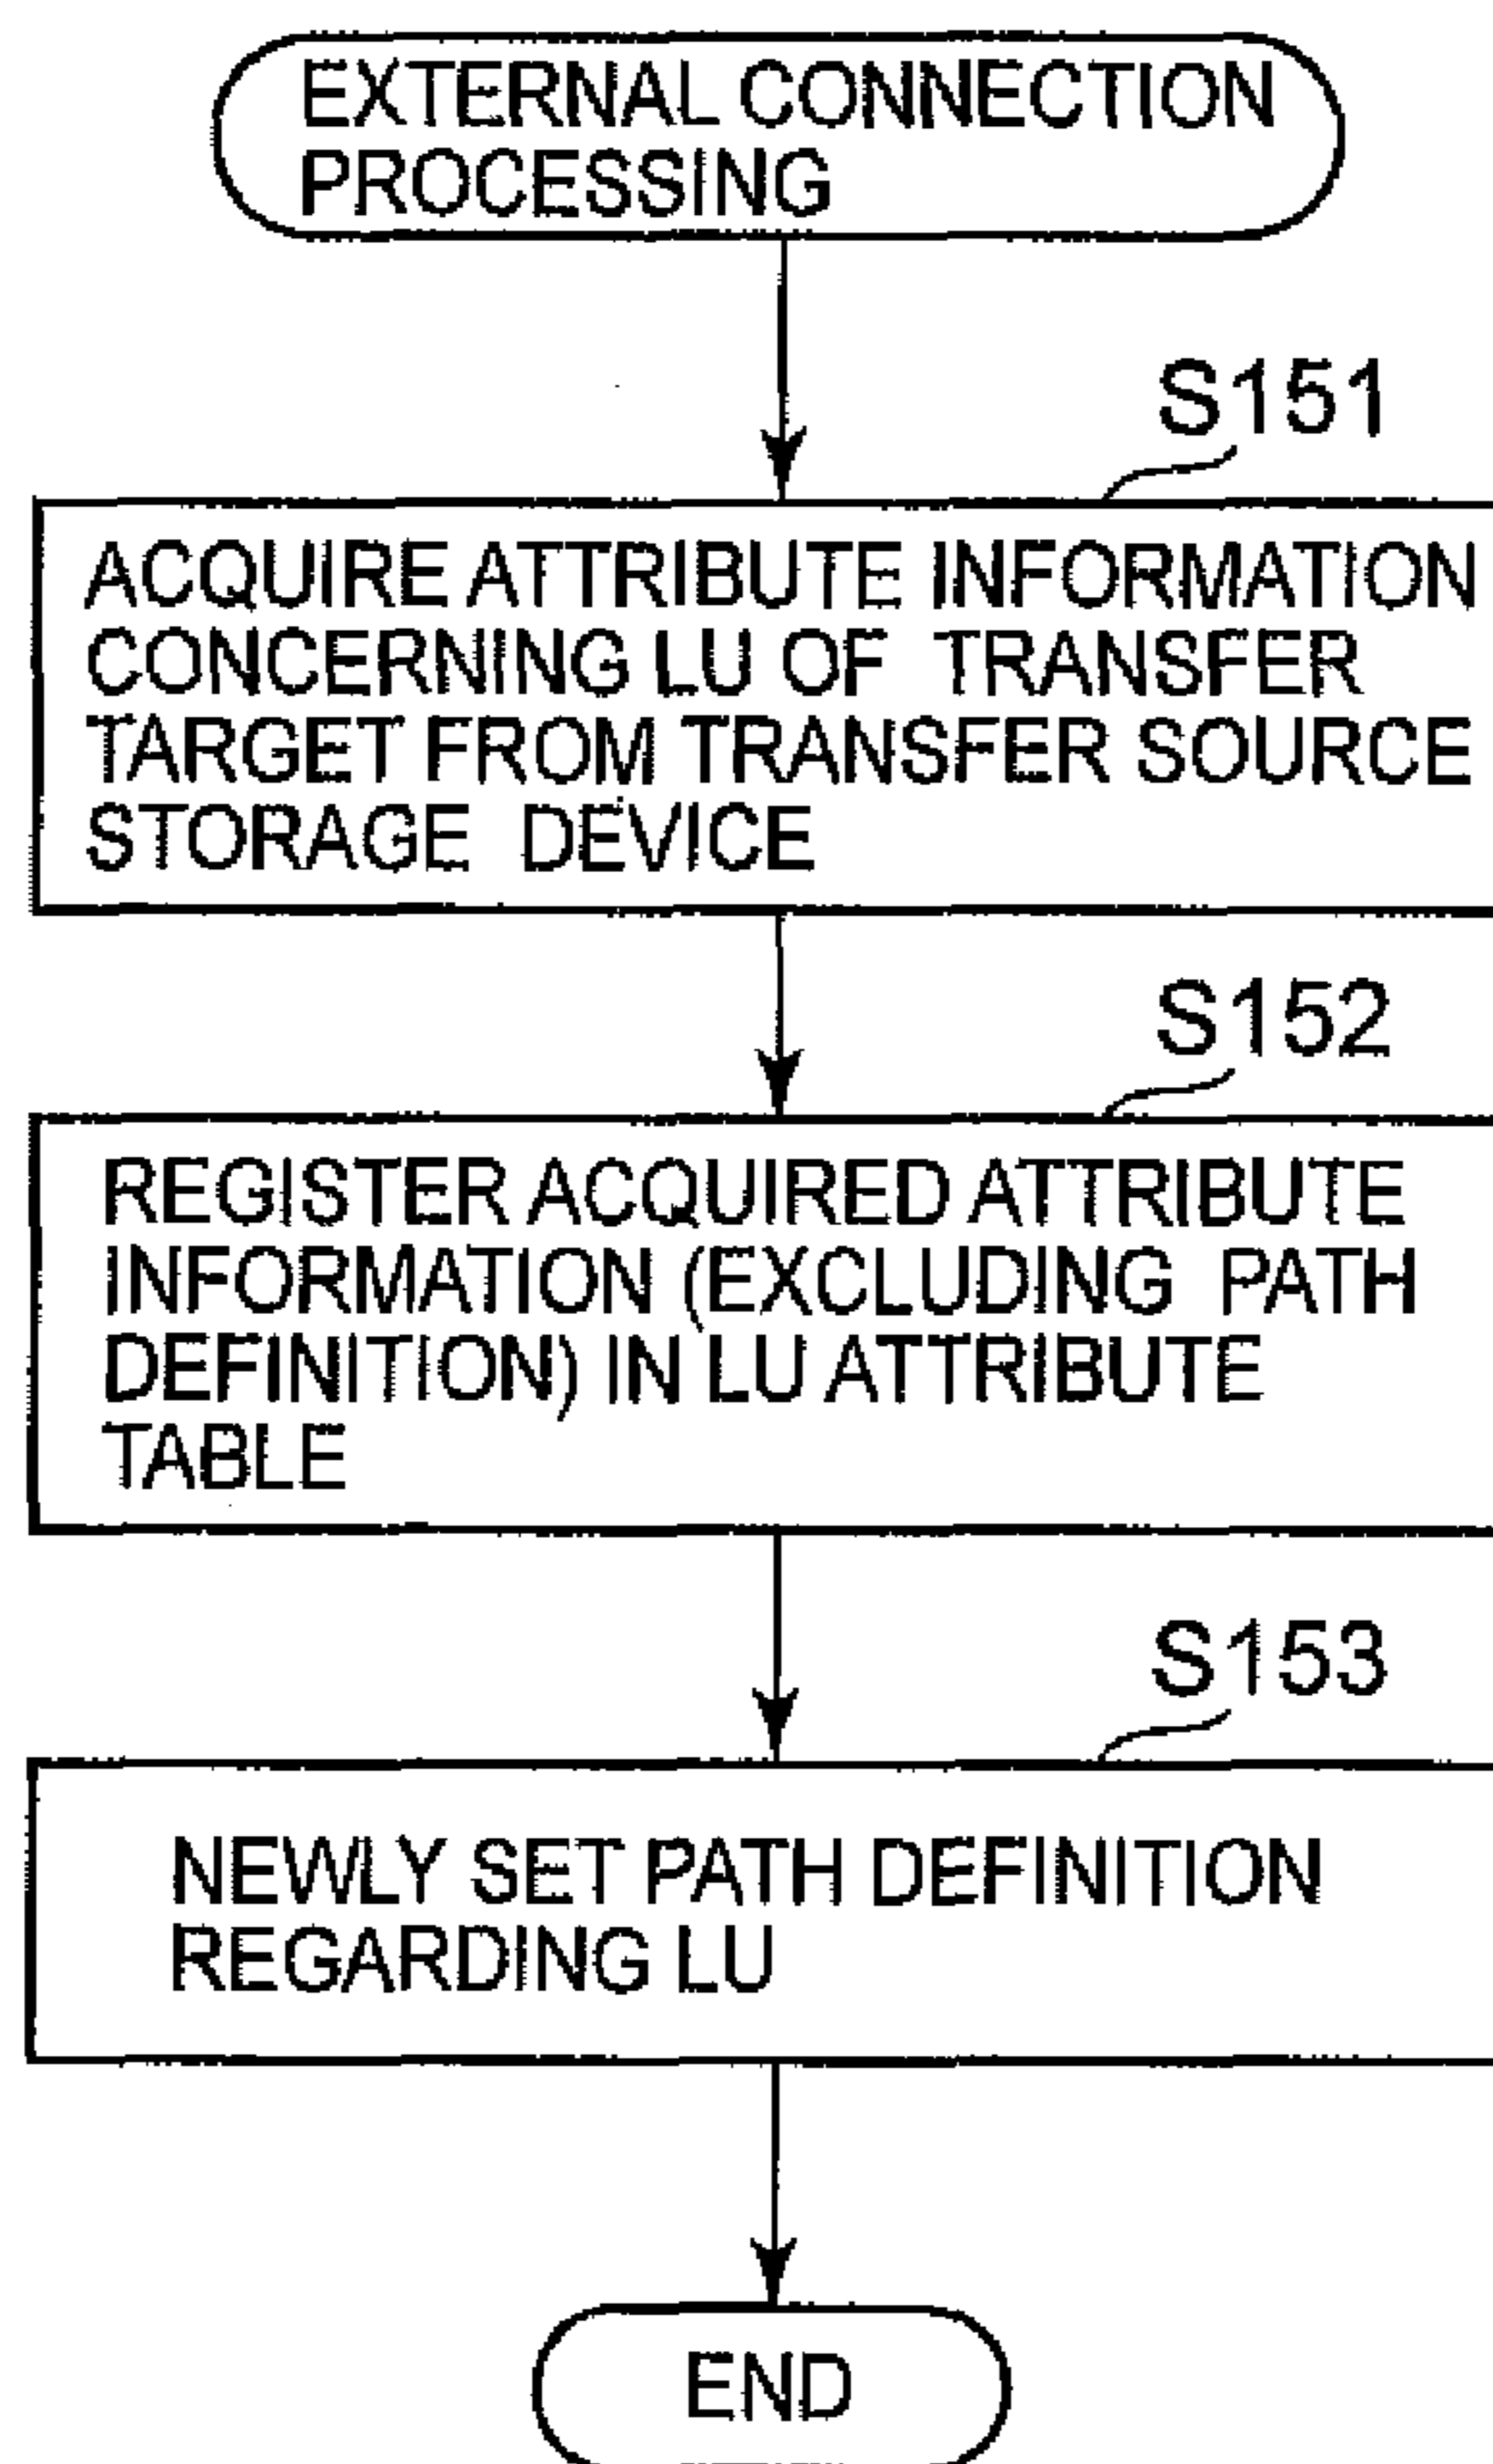 EXTERNAL CONNECTION
PROCESSING
S151
ACQUIRE ATTRIBUTE INFORMATION
CONCERNING LU OF TRANSFER
TARGET FROM TRANSFER SOURCE
STORAGE DEVICE
S152
REGISTER ACQUIRED ATTRIBUTE
INFORMATION (EXCLUDING PATH
DEFINITION) IN LU ATTRIBUTE
TABLE
S153
NEWLY SET PATH DEFINITION
REGARDING LU
END